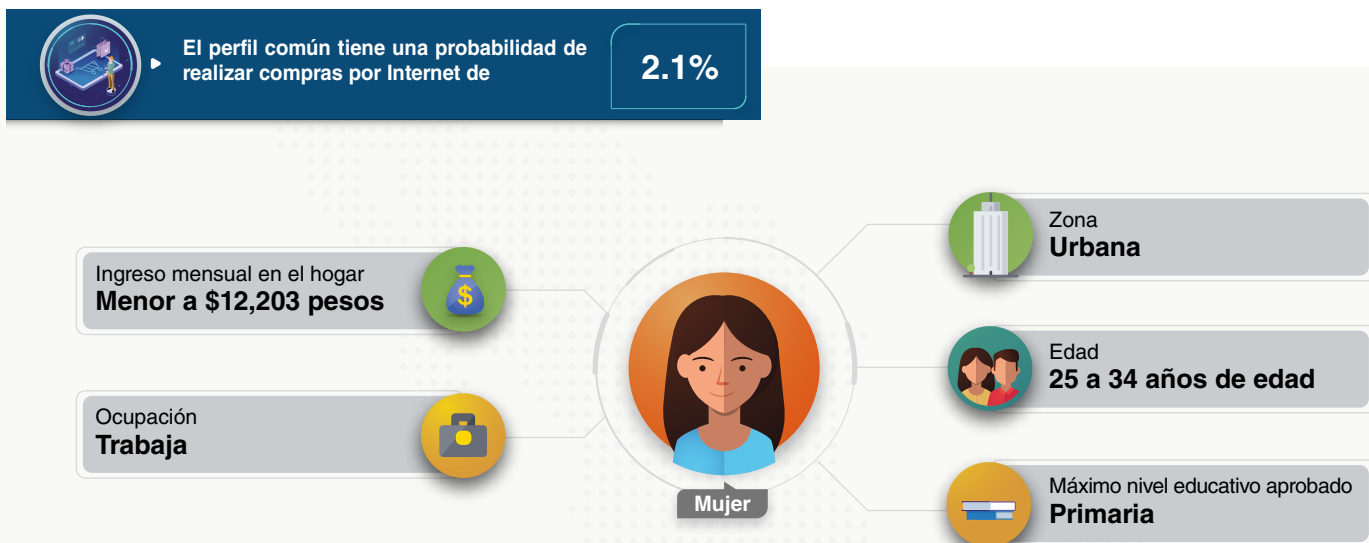 El perfil común tiene una probabilidad de
realizar compras por Internet de
2.1%
Ingreso mensual en el hogar
Menor a $12,203 pesos
$
Ocupación
Trabaja
Mujer
Zona
Urbana
Edad
25 a 34 años de edad
Máximo nivel educativo aprobado
Primaria